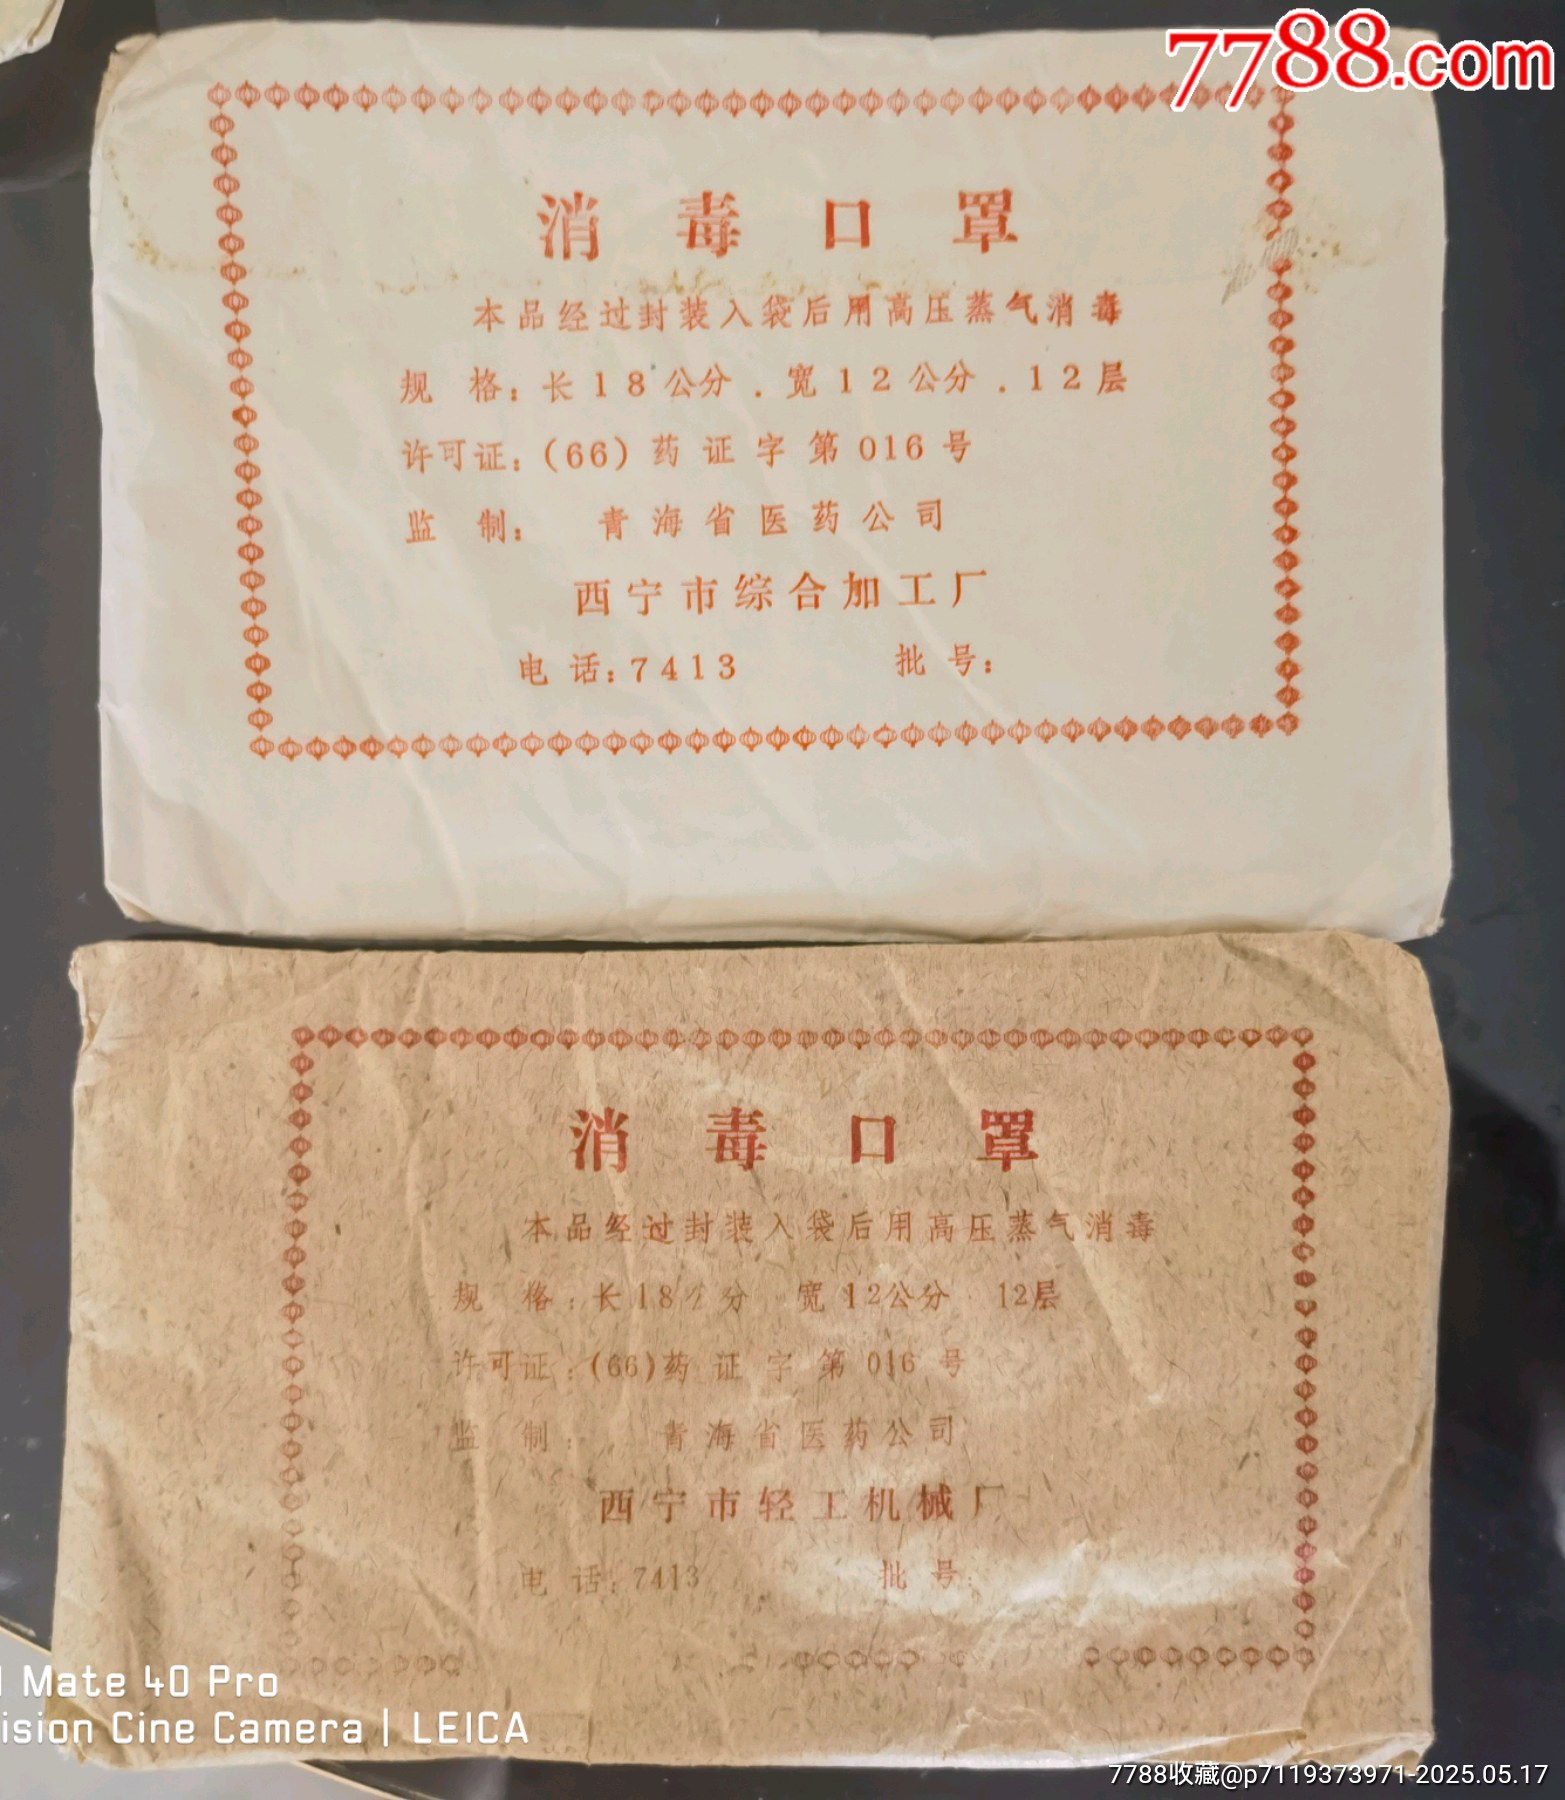 7788.com
消毒口罩
本品经过封装入袋后用高压蒸气消毒
规 格：长18公分．宽12公分．12层
许可证：(66)药证字第016号
监 制： 青海省医药公司
西宁市综合加工厂
电 话：7413 批 号：
消毒口罩
本品经过封装入袋后用高压蒸气消毒
规 格：长18公分 宽12公分 12层
许可证：(66)药证字第016号
监 制： 青海省医药公司
西宁市轻工机械厂
电 话：7413 批 号：
Mate 40 Pro
ision Cine Camera | LEICA
7788收藏@p7119373971-2025.05.17